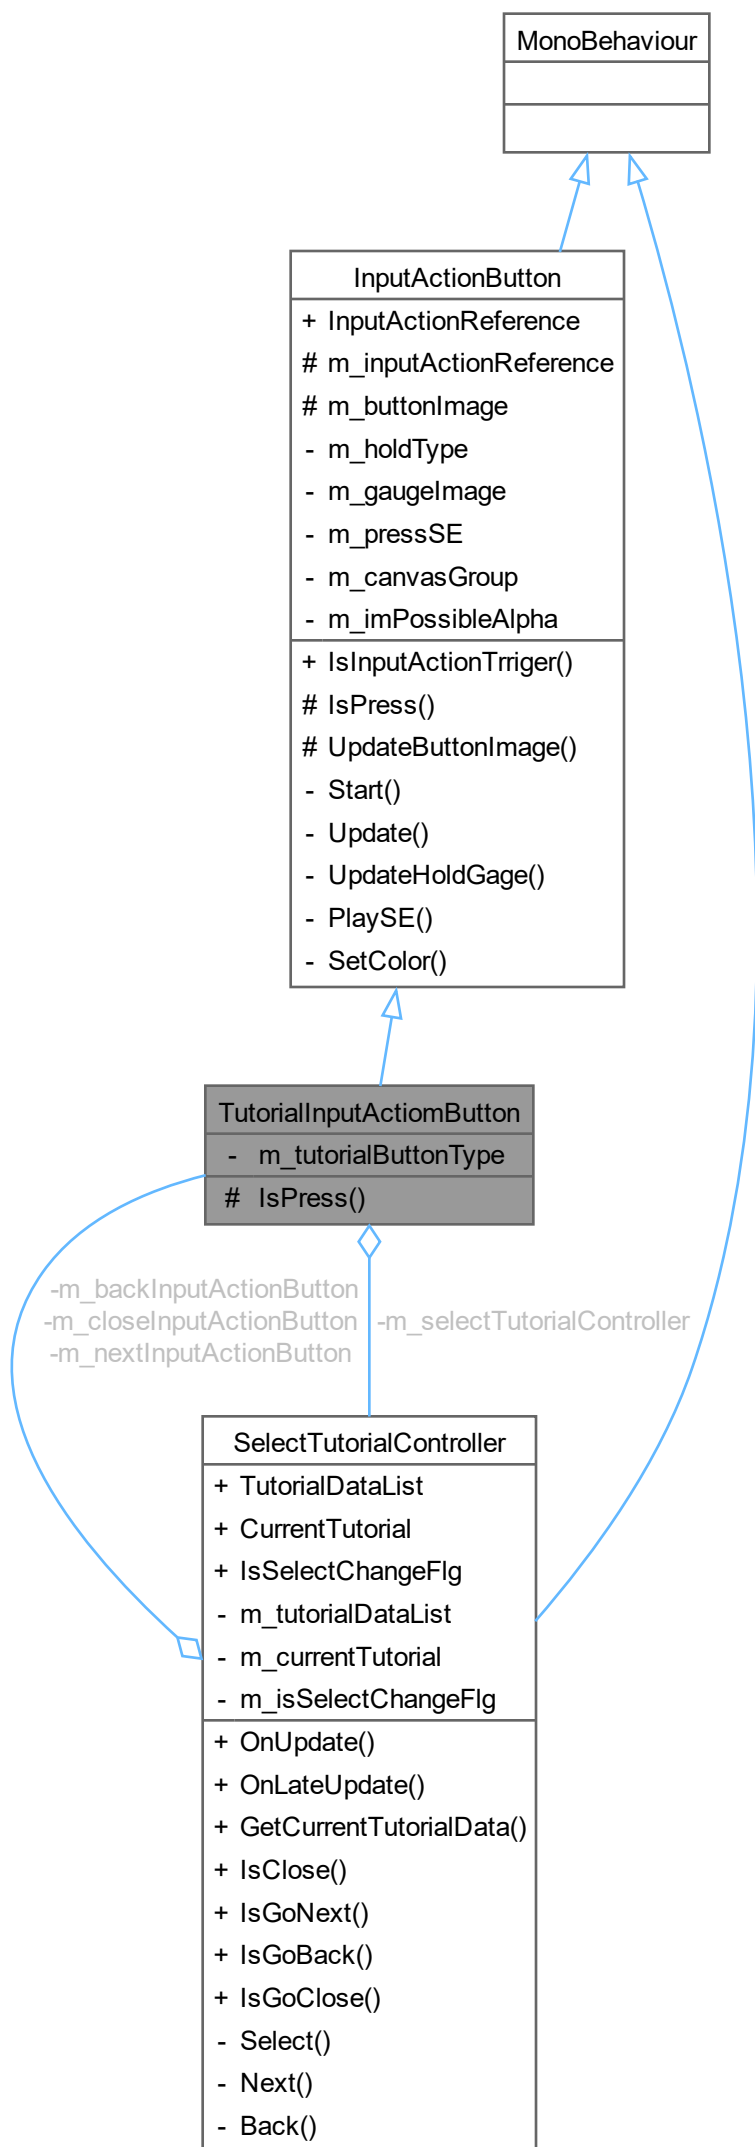 MonoBehaviour
InputActionButton
+ InputActionReference
# m_inputActionReference
# m_buttonImage
- m_holdType
- m_gaugeImage
- m_pressSE
- m_canvasGroup
- m_imPossibleAlpha
+ IsInputActionTrriger()
# IsPress()
# UpdateButtonImage()
- Start()
- Update()
- UpdateHoldGage()
- PlaySE()
- SetColor()
TutorialInputActiomButton
- m_tutorialButtonType
# IsPress()
-m_backInputActionButton
-m_closeInputActionButton
-m_nextInputActionButton
-m_selectTutorialController
SelectTutorialController
+ TutorialDataList
+ CurrentTutorial
+ IsSelectChangeFlg
- m_tutorialDataList
- m_currentTutorial
- m_isSelectChangeFlg
+ OnUpdate()
+ OnLateUpdate()
+ GetCurrentTutorialData()
+ IsClose()
+ IsGoNext()
+ IsGoBack()
+ IsGoClose()
- Select()
- Next()
- Back()